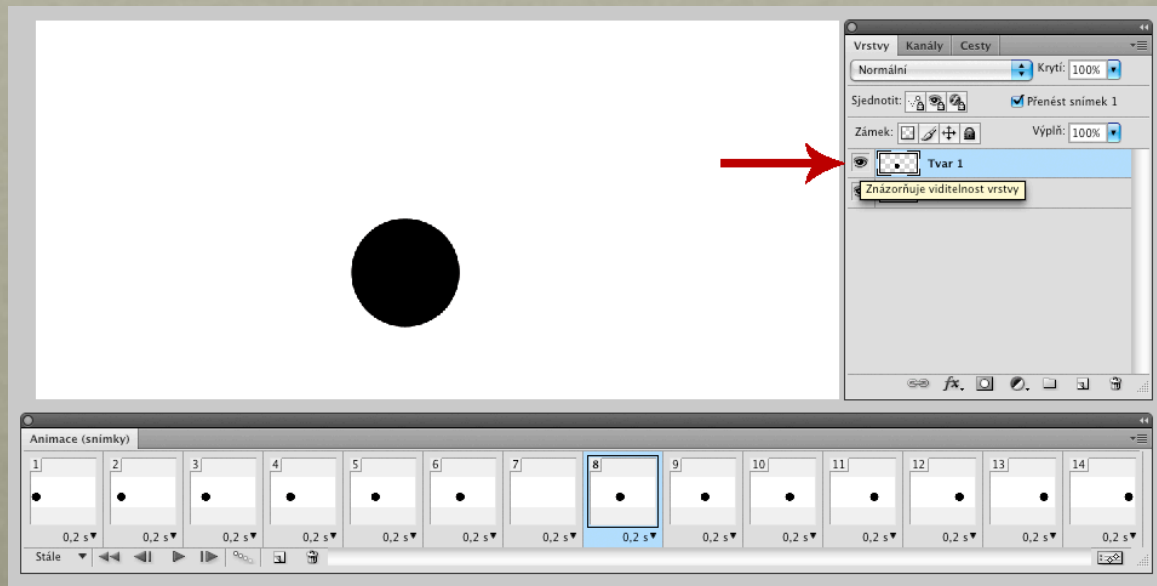 Vrstvy Kanály Cesty
Normální Krytí: 100%
Sjednotit: Přenést snímek 1
Zámek: Výplň: 100%
Tvar 1
Znázorňuje viditelnost vrstvy
fx.
Animace (snímky)
1 2 3 4 5 6 7 8 9 10 11 12 13 14
0,2 s 0,2 s 0,2 s 0,2 s 0,2 s 0,2 s 0,2 s 0,2 s 0,2 s 0,2 s 0,2 s 0,2 s 0,2 s 0,2 s
Stále